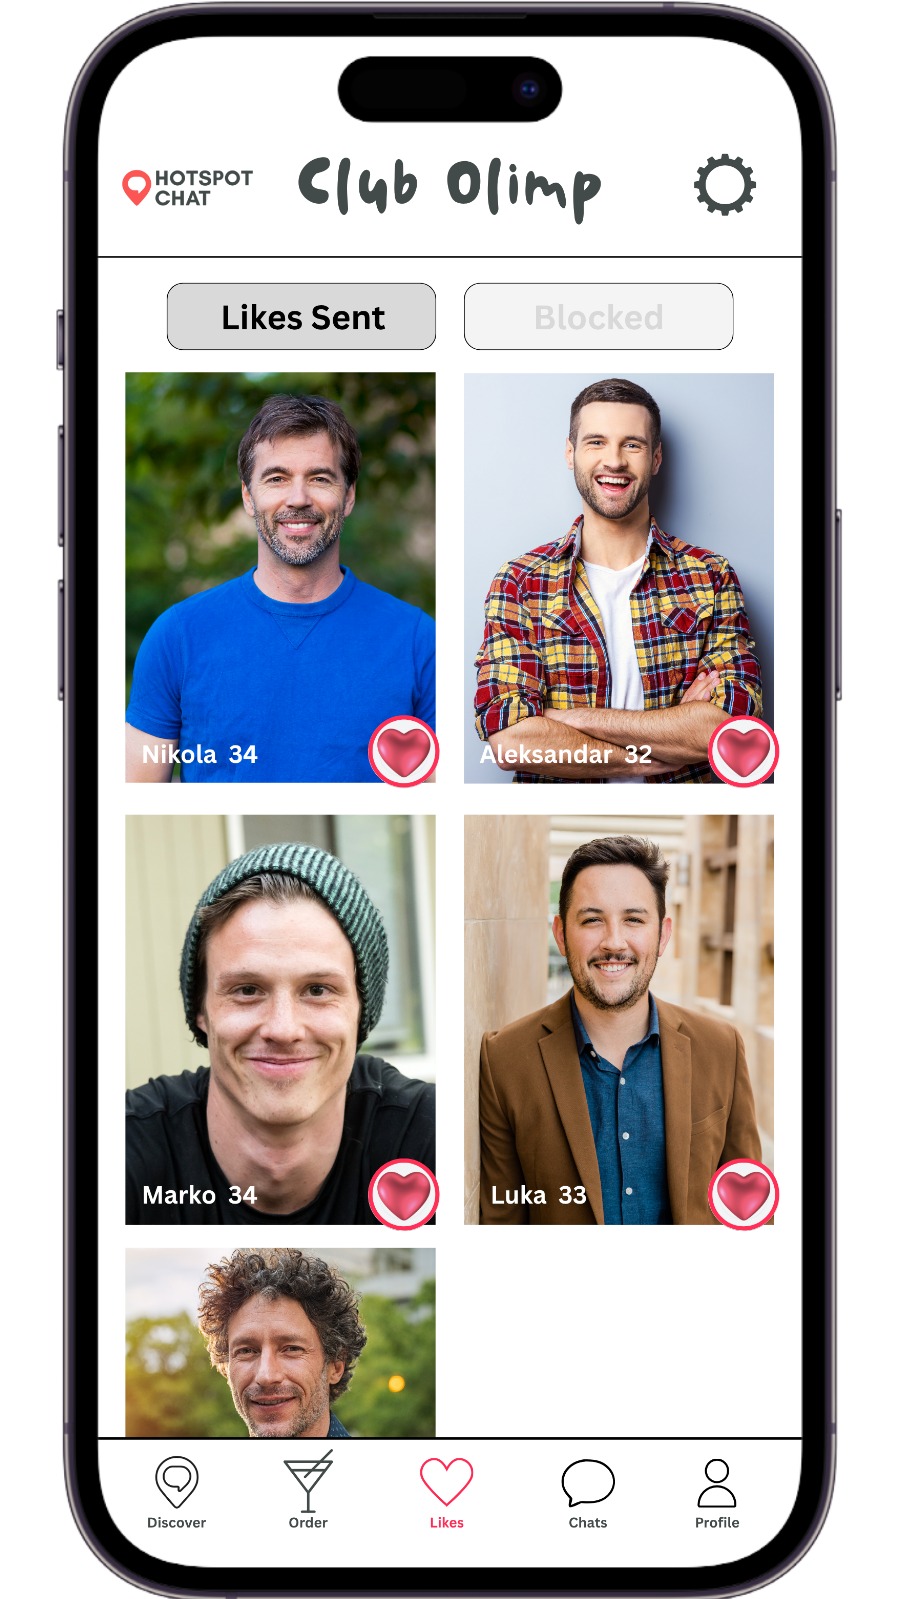 HOTSPOT
CHAT
Club Olimp
Likes Sent
Blocked
Nikola 34
Aleksandar 32
Marko 34
Luka 33
Discover
Order
Likes
Chats
Profile